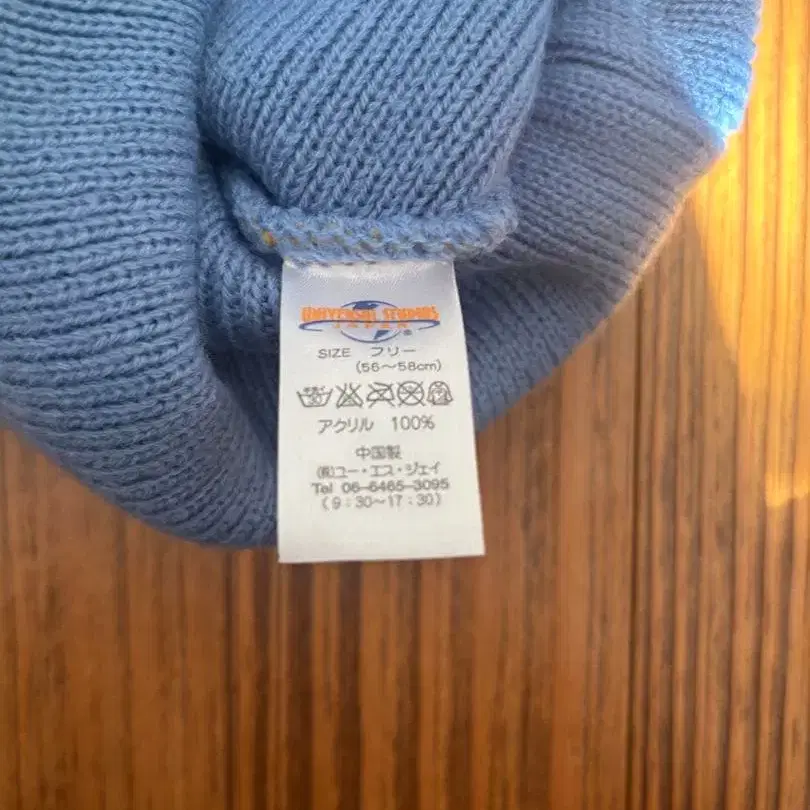 UNIVERSAL STUDIOS
JAPAN
®
SIZE フリー
(56～58cm)
アクリル 100%
中国製
(株)ユー・エス・ジェイ
Tel 06-6465-3095
(9:30～17:30)